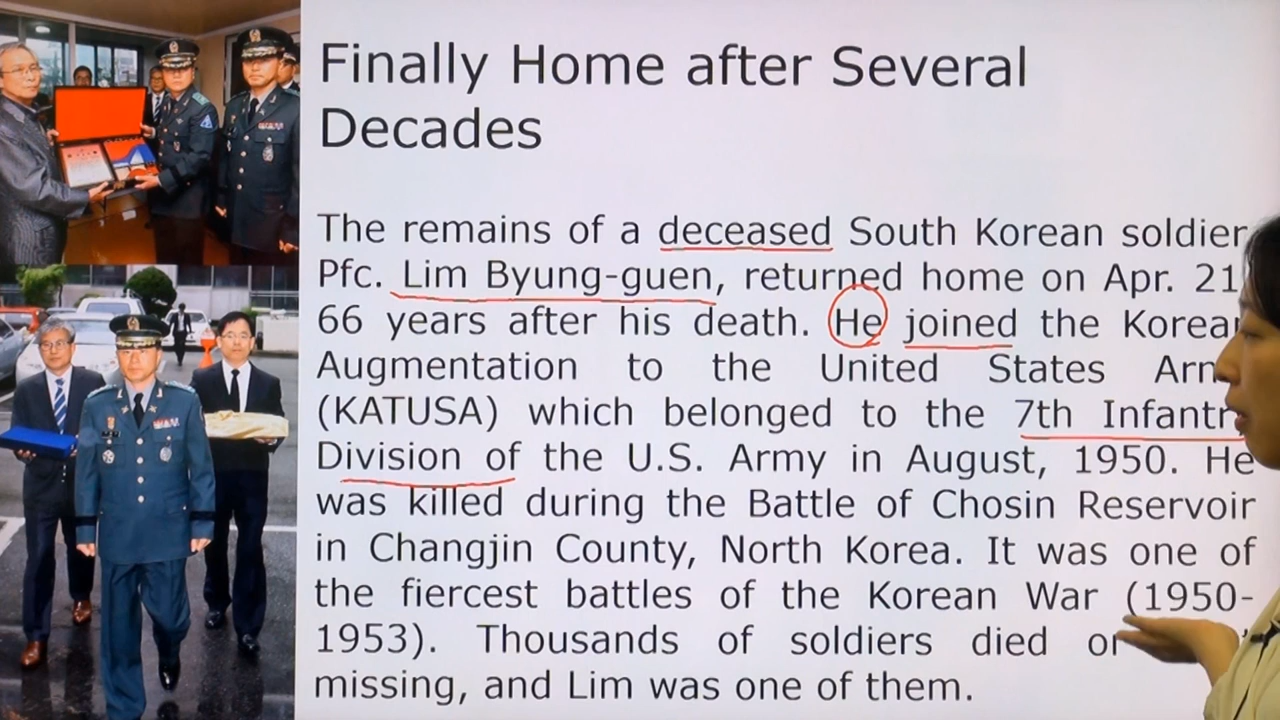 Finally Home after Several
Decades
The remains of a deceased South Korean soldier
Pfc. Lim Byung-guen, returned home on Apr. 21
66 years after his death. He joined the
Augmentation to the United States
(KATUSA) which belonged to the 7th
Division of the U.S. Army in August, 1950. He
was killed during the Battle of Chosin Reservoir
in Changjin County, North Korea. It was one of
the fiercest battles of the Korean War (1950-
1953). Thousands of soldiers died or
missing, and Lim was one of them.